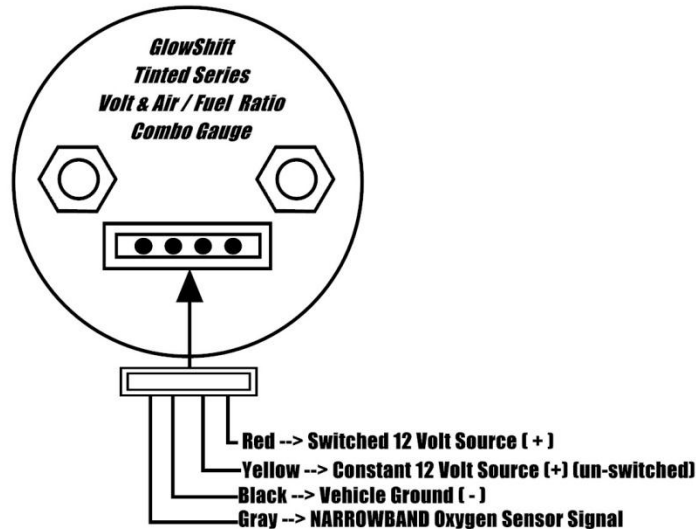 GlowShift
Tinted Series
Volt & Air / Fuel Ratio
Combo Gauge
Red --> Switched 12 Volt Source ( + )
Yellow --> Constant 12 Volt Source (+) (un-switched)
Black --> Vehicle Ground ( - )
Gray --> NARROWBAND Oxygen Sensor Signal